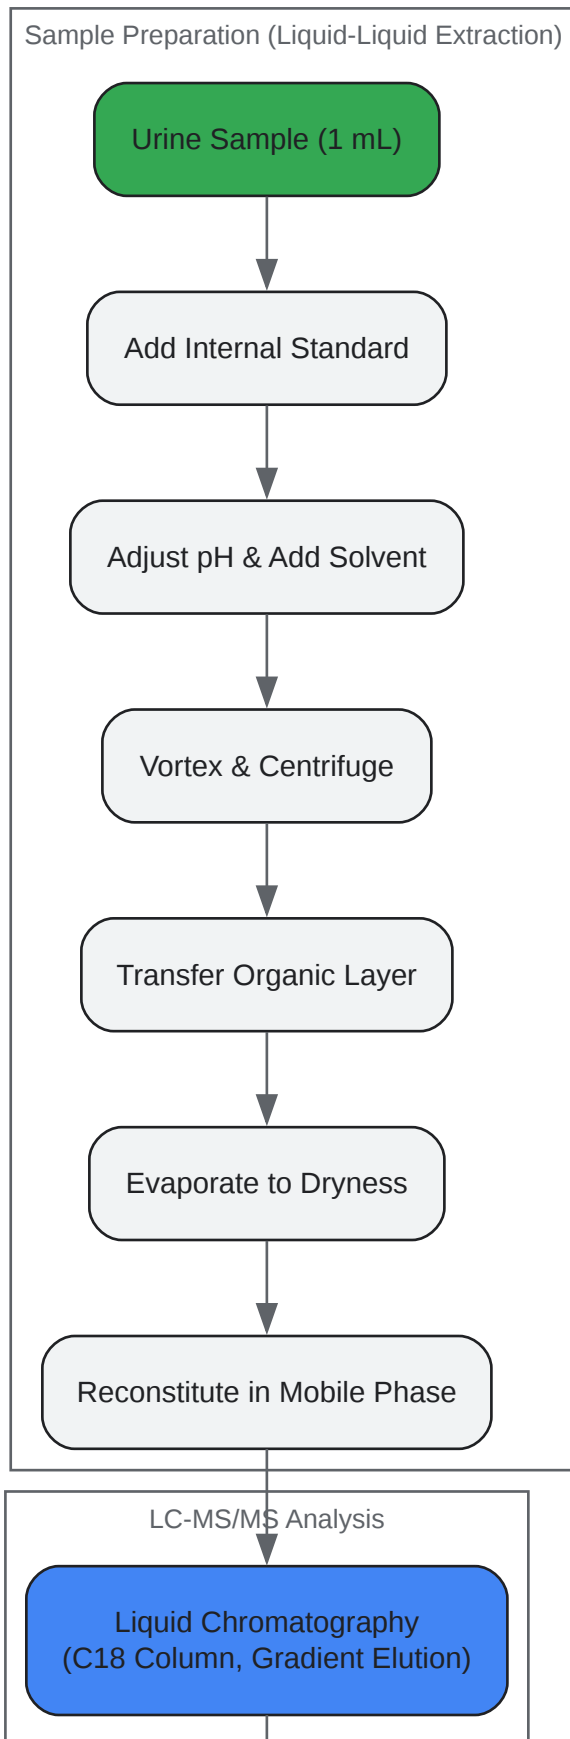 Sample Preparation (Liquid-Liquid Extraction)
Urine Sample (1 mL)
Add Internal Standard
Adjust pH & Add Solvent
Vortex & Centrifuge
Transfer Organic Layer
Evaporate to Dryness
Reconstitute in Mobile Phase
LC-MS/MS Analysis
Liquid Chromatography
(C18 Column, Gradient Elution)